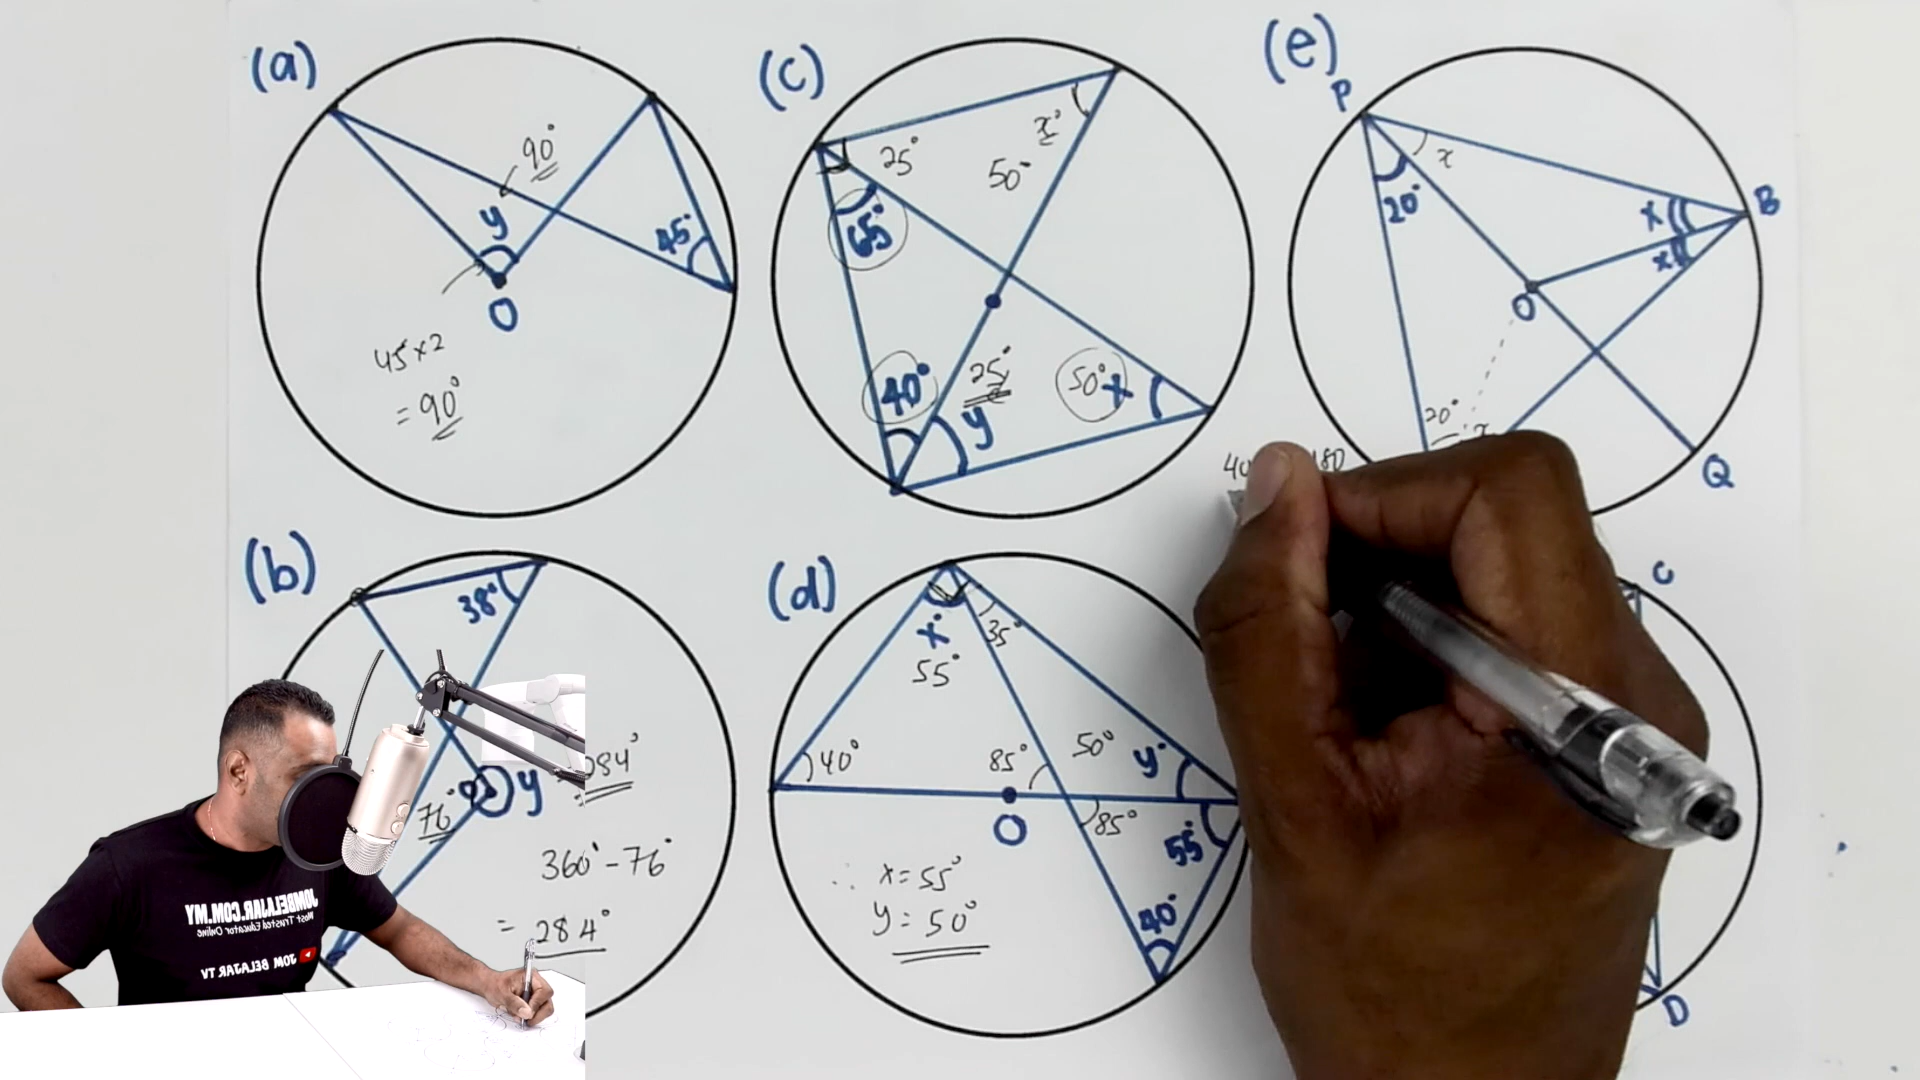 (a)
90°
y
45°
O
45° × 2
= 90°
(b)
38°
76°
y
360° - 76°
= 284°
(c)
25°
x°
50°
65°
40°
25°
y
50°
x
(d)
x°
35°
55°
40°
85°
50°
y°
O
85°
55°
40°
∴ x = 55°
y = 50°
(e)
P
x
20°
x
B
x
O
20°
x
Q
180
C
D
JOMBELAJAR.COM.MY
Most Trusted Educator Online
JOM BELAJAR TV